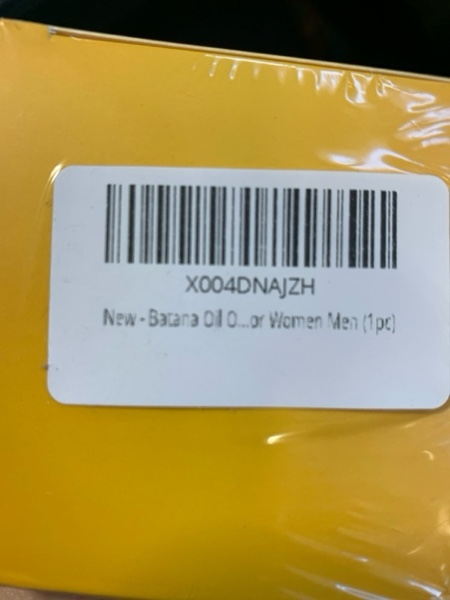 X004DNAJZH
New - Batana Oil O...or Women Men (1pc)